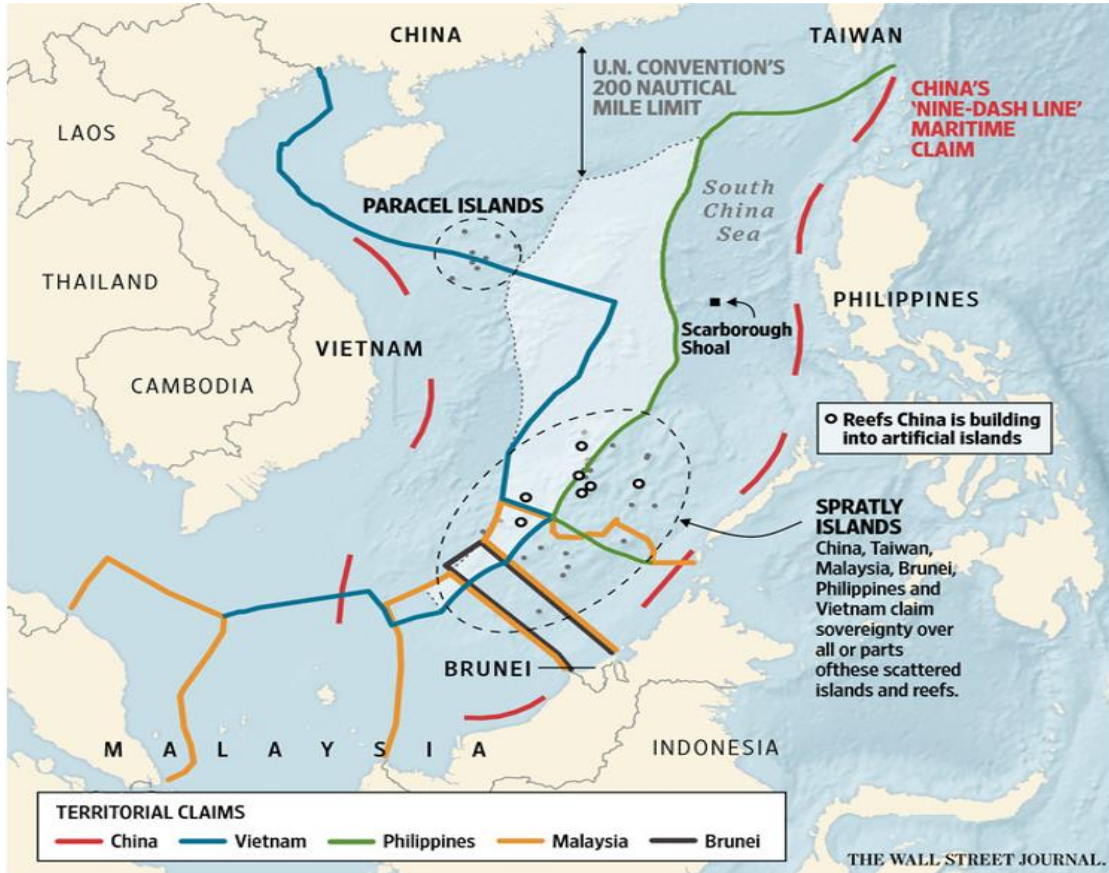 CHINA
TAIWAN
U.N. CONVENTION'S
200 NAUTICAL
MILE LIMIT
CHINA'S
'NINE-DASH LINE'
MARITIME
CLAIM
LAOS
PARACEL ISLANDS
South
China
Sea
THAILAND
PHILIPPINES
Scarborough
Shoal
VIETNAM
CAMBODIA
Reefs China is building
into artificial islands
SPRATLY
ISLANDS
China, Taiwan,
Malaysia, Brunei,
Philippines and
Vietnam claim
sovereignty over
all or parts
ofthese scattered
islands and reefs.
BRUNEI
MALAYSIA
INDONESIA
TERRITORIAL CLAIMS
China Vietnam Philippines Malaysia Brunei
THE WALL STREET JOURNAL.